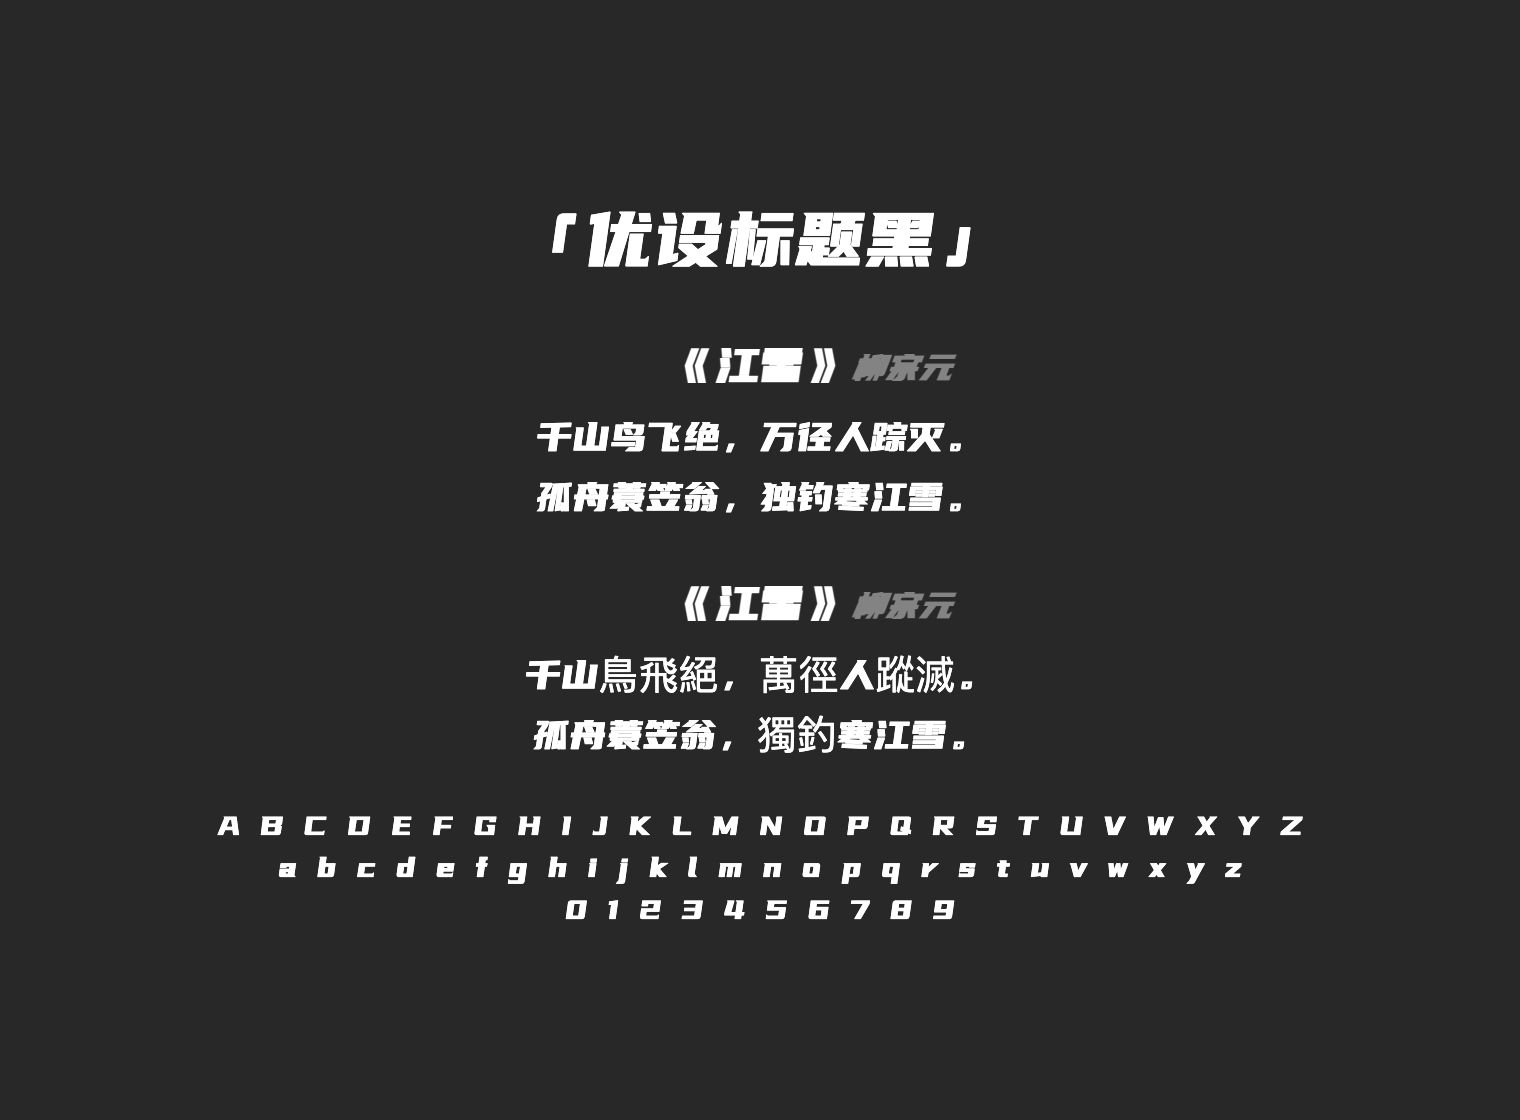 「优设标题黑」
《江雪》柳宗元
千山鸟飞绝，万径人踪灭。
孤舟蓑笠翁，独钓寒江雪。
《江雪》柳宗元
千山鳥飛絕，萬徑人蹤滅。
孤舟蓑笠翁，獨釣寒江雪。
A B C D E F G H I J K L M N O P Q R S T U V W X Y Z
a b c d e f g h i j k l m n o p q r s t u v w x y z
0 1 2 3 4 5 6 7 8 9